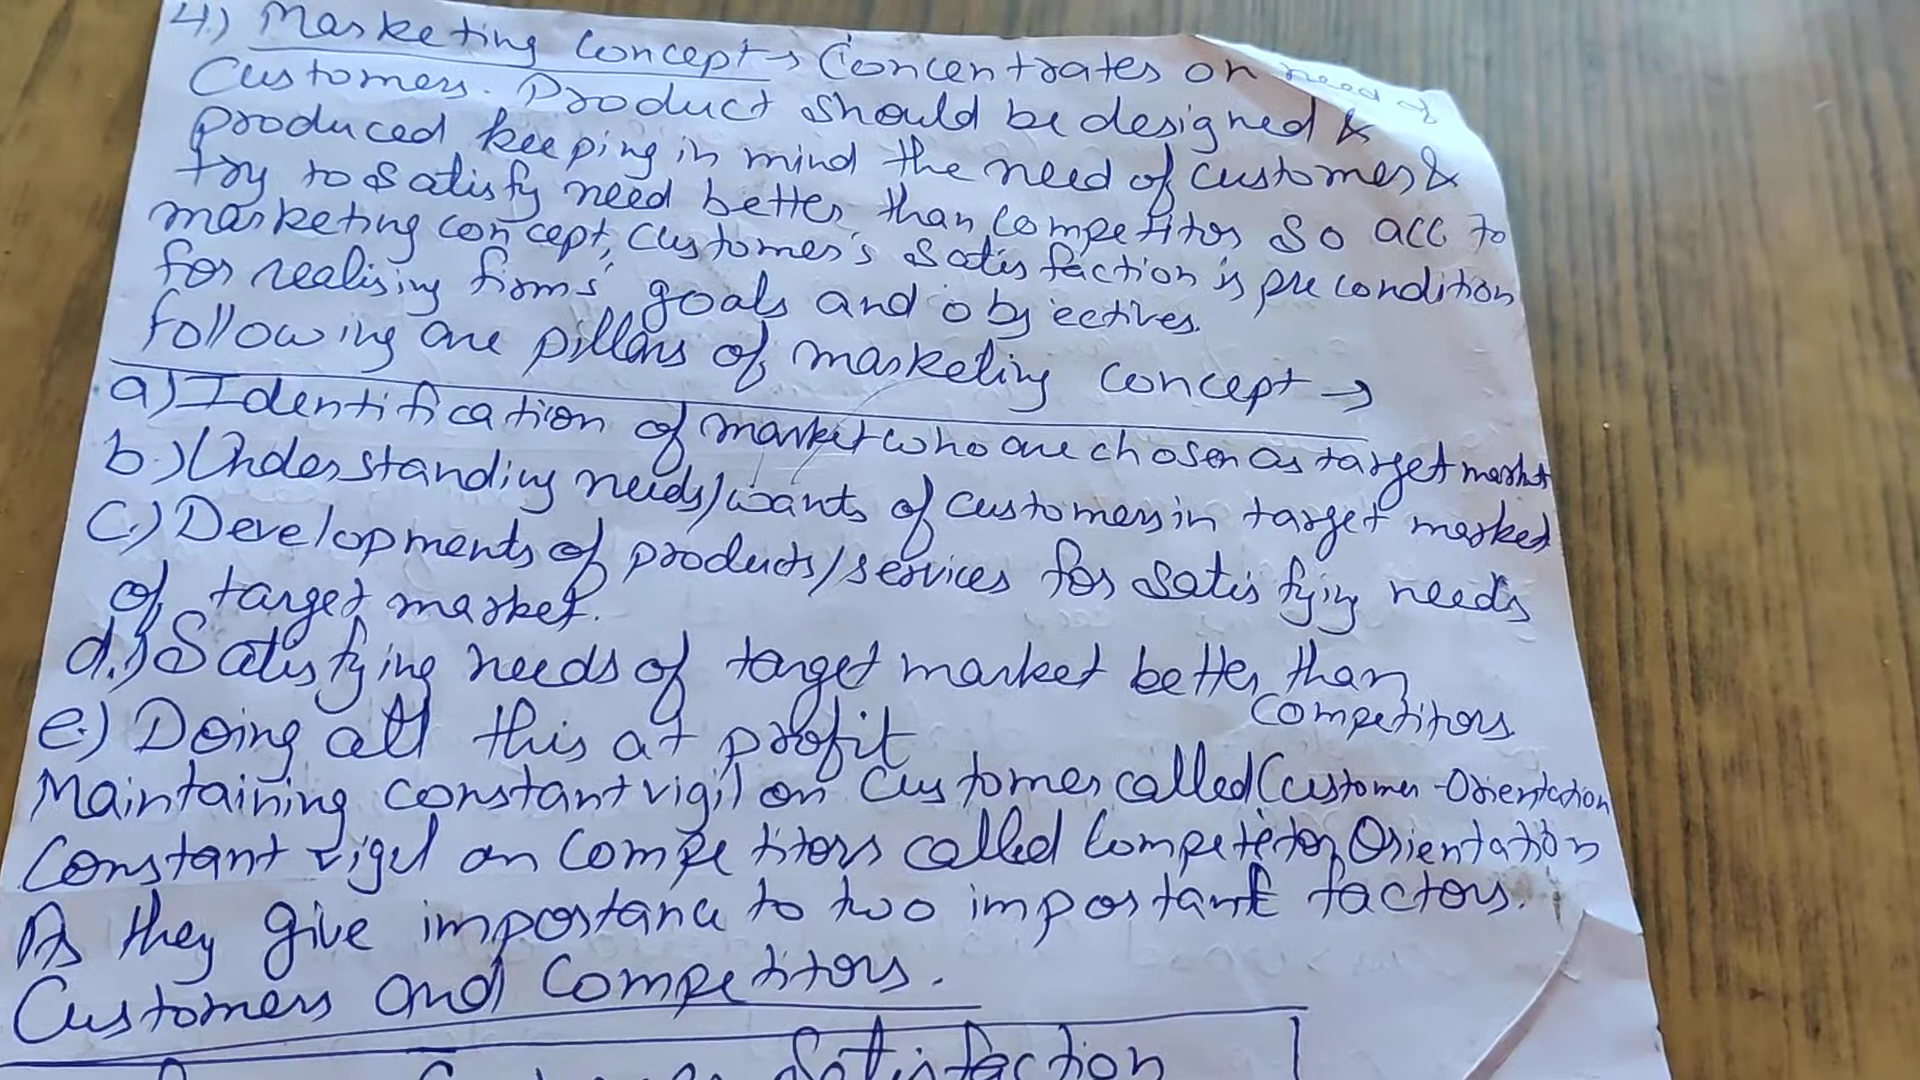 4.) Marketing Concept → Concentrates on need of
Customers. Product should be designed &
produced keeping in mind the need of customers &
try to satisfy need better than competitors So acc to
marketing concept, customer's satisfaction is pre condition
for realising firm's goals and objectives.
following are pillars of marketing concept →
a) Identification of market who are chosen as target market
b.) Understanding needs/wants of customers in target market
C.) Developments of products/services for satisfying needs
of target market.
d.) Satisfying needs of target market better than
competitors
e.) Doing all this at profit
Maintaining constant vigil on customer called Customer-Orientation
Constant vigil on Competitors called Competitor Orientation
As they give importance to two important factors.
Customers and Competitors.
Satisfaction